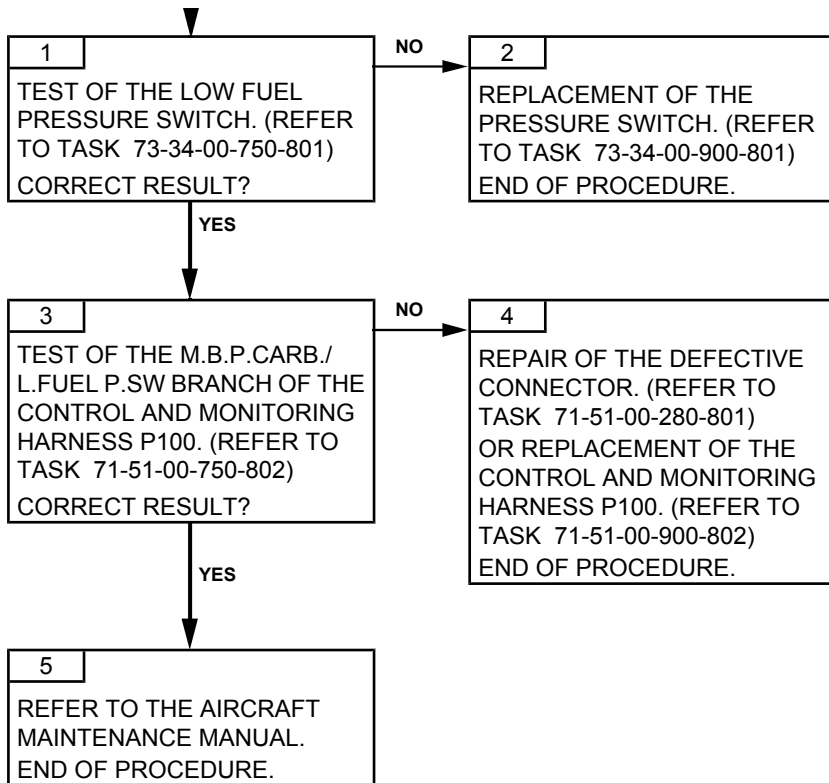 1
TEST OF THE LOW FUEL
PRESSURE SWITCH. (REFER
TO TASK 73-34-00-750-801)
CORRECT RESULT?
NO
2
REPLACEMENT OF THE
PRESSURE SWITCH. (REFER
TO TASK 73-34-00-900-801)
END OF PROCEDURE.
YES
3
TEST OF THE M.B.P.CARB./
L.FUEL P.SW BRANCH OF THE
CONTROL AND MONITORING
HARNESS P100. (REFER TO
TASK 71-51-00-750-802)
CORRECT RESULT?
NO
4
REPAIR OF THE DEFECTIVE
CONNECTOR. (REFER TO
TASK 71-51-00-280-801)
OR REPLACEMENT OF THE
CONTROL AND MONITORING
HARNESS P100. (REFER TO
TASK 71-51-00-900-802)
END OF PROCEDURE.
YES
5
REFER TO THE AIRCRAFT
MAINTENANCE MANUAL.
END OF PROCEDURE.